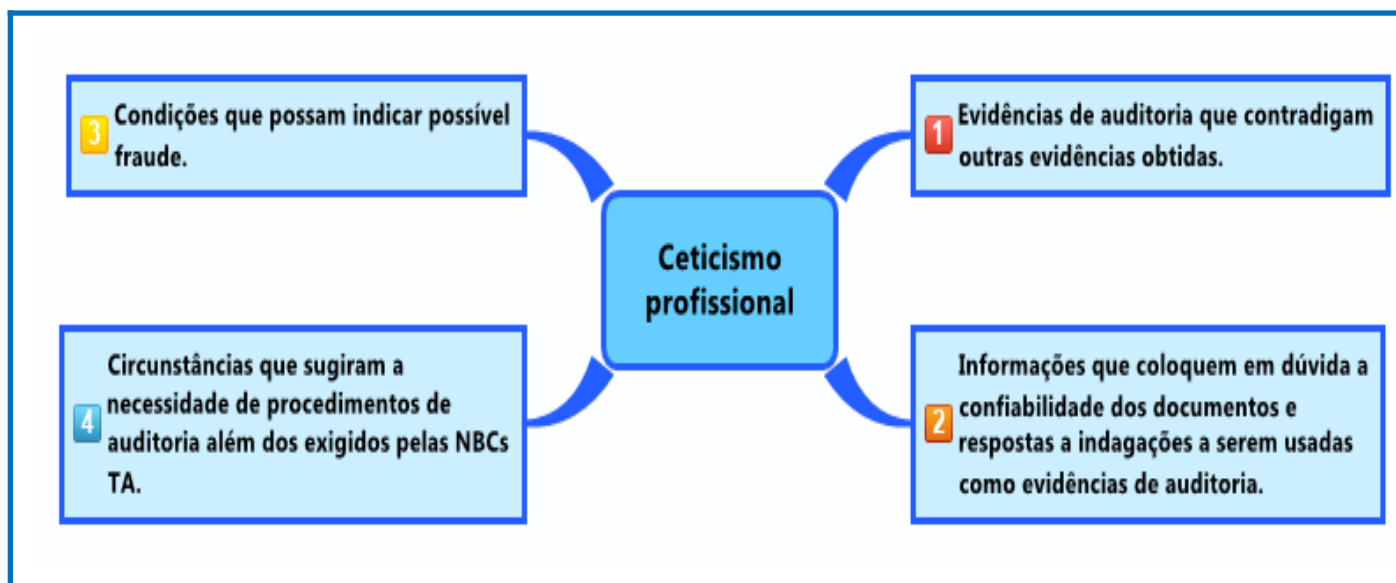 Ceticismo
profissional
1
Evidências de auditoria que contradigam
outras evidências obtidas.
2
Informações que coloquem em dúvida a
confiabilidade dos documentos e
respostas a indagações a serem usadas
como evidências de auditoria.
3
Condições que possam indicar possível
fraude.
4
Circunstâncias que sugiram a
necessidade de procedimentos de
auditoria além dos exigidos pelas NBCs
TA.